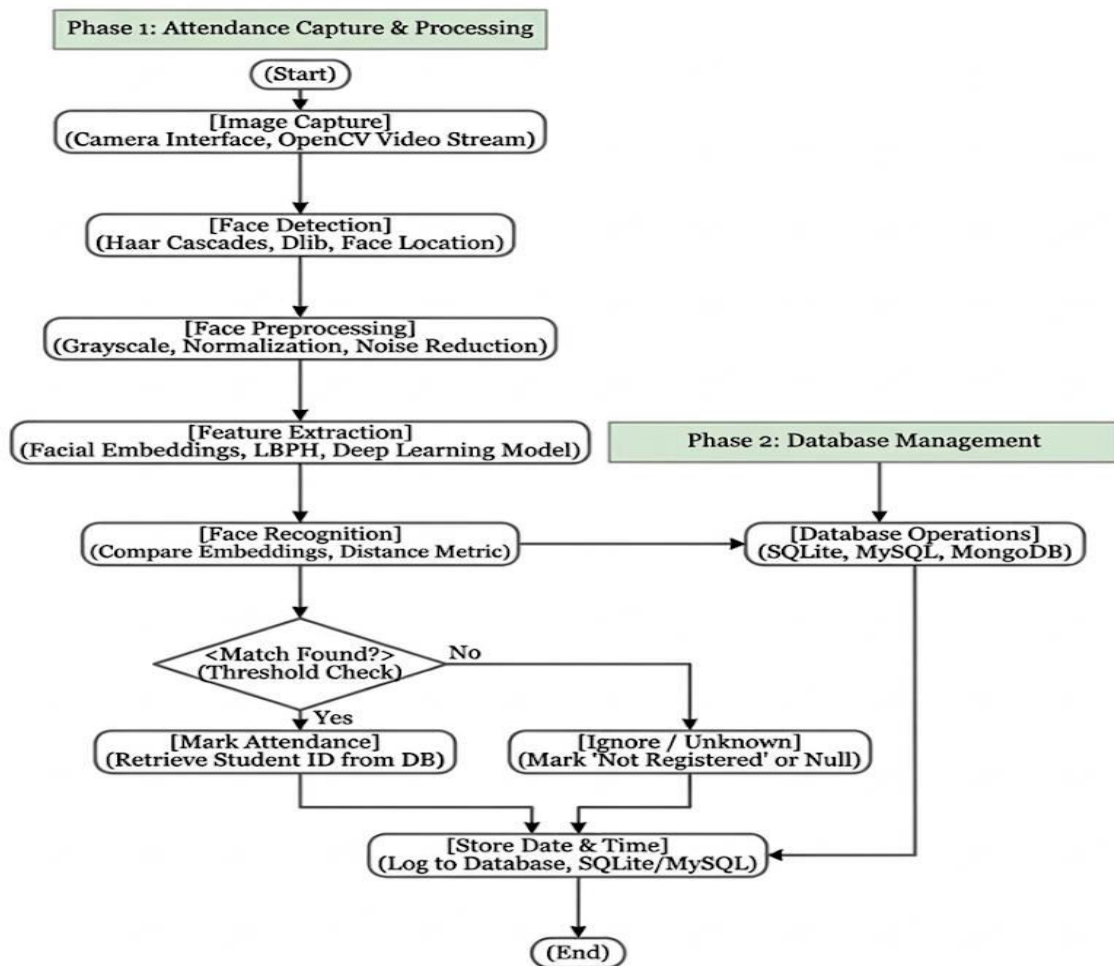 Phase 1: Attendance Capture & Processing
(Start)
[Image Capture]
(Camera Interface, OpenCV Video Stream)
[Face Detection]
(Haar Cascades, Dlib, Face Location)
[Face Preprocessing]
(Grayscale, Normalization, Noise Reduction)
[Feature Extraction]
(Facial Embeddings, LBPH, Deep Learning Model)
Phase 2: Database Management
[Face Recognition]
(Compare Embeddings, Distance Metric)
[Database Operations]
(SQLite, MySQL, MongoDB)
<Match Found?>
(Threshold Check)
No
Yes
[Mark Attendance]
(Retrieve Student ID from DB)
[Ignore / Unknown]
(Mark 'Not Registered' or Null)
[Store Date & Time]
(Log to Database, SQLite/MySQL)
(End)